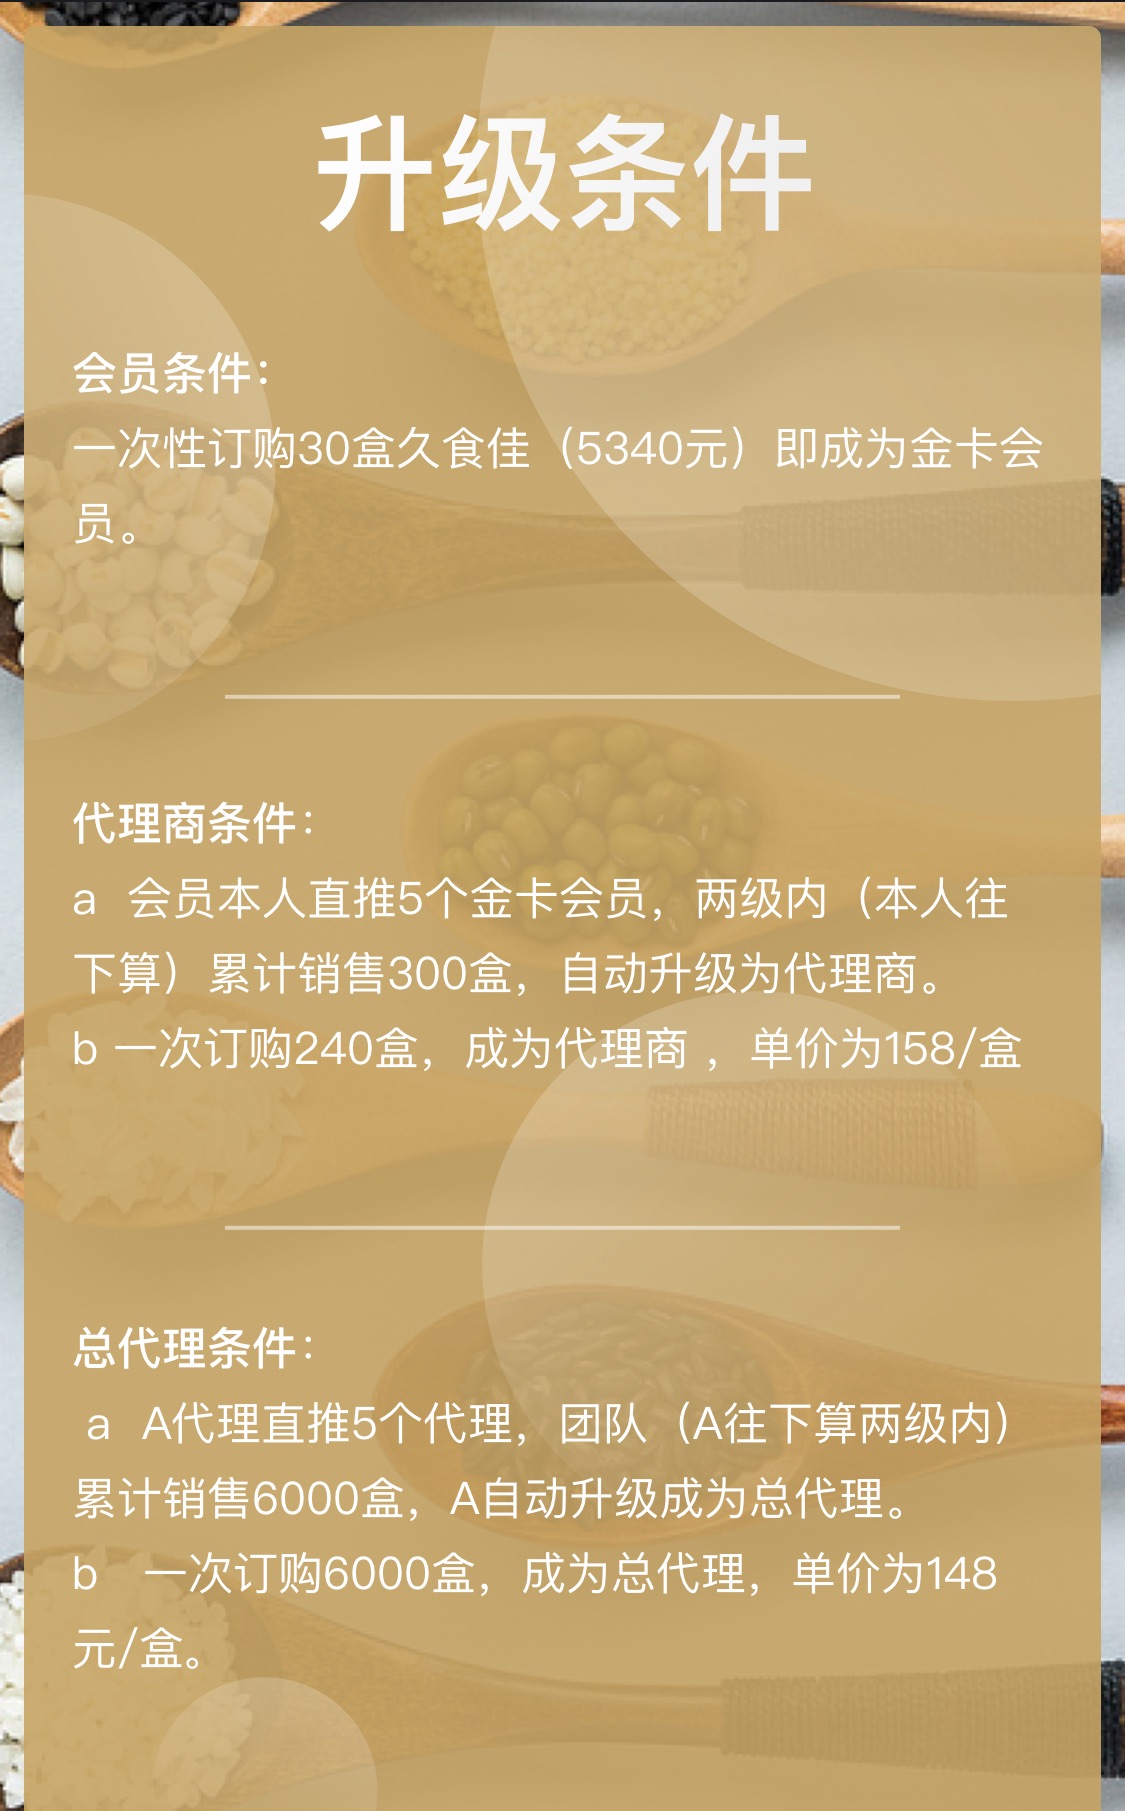 升级条件
会员条件：
一次性订购30盒久食佳（5340元）即成为金卡会
员。
代理商条件：
a 会员本人直推5个金卡会员，两级内（本人往
下算）累计销售300盒，自动升级为代理商。
b 一次订购240盒，成为代理商 ，单价为158/盒
总代理条件：
a A代理直推5个代理，团队（A往下算两级内）
累计销售6000盒，A自动升级成为总代理。
b 一次订购6000盒，成为总代理，单价为148
元/盒。